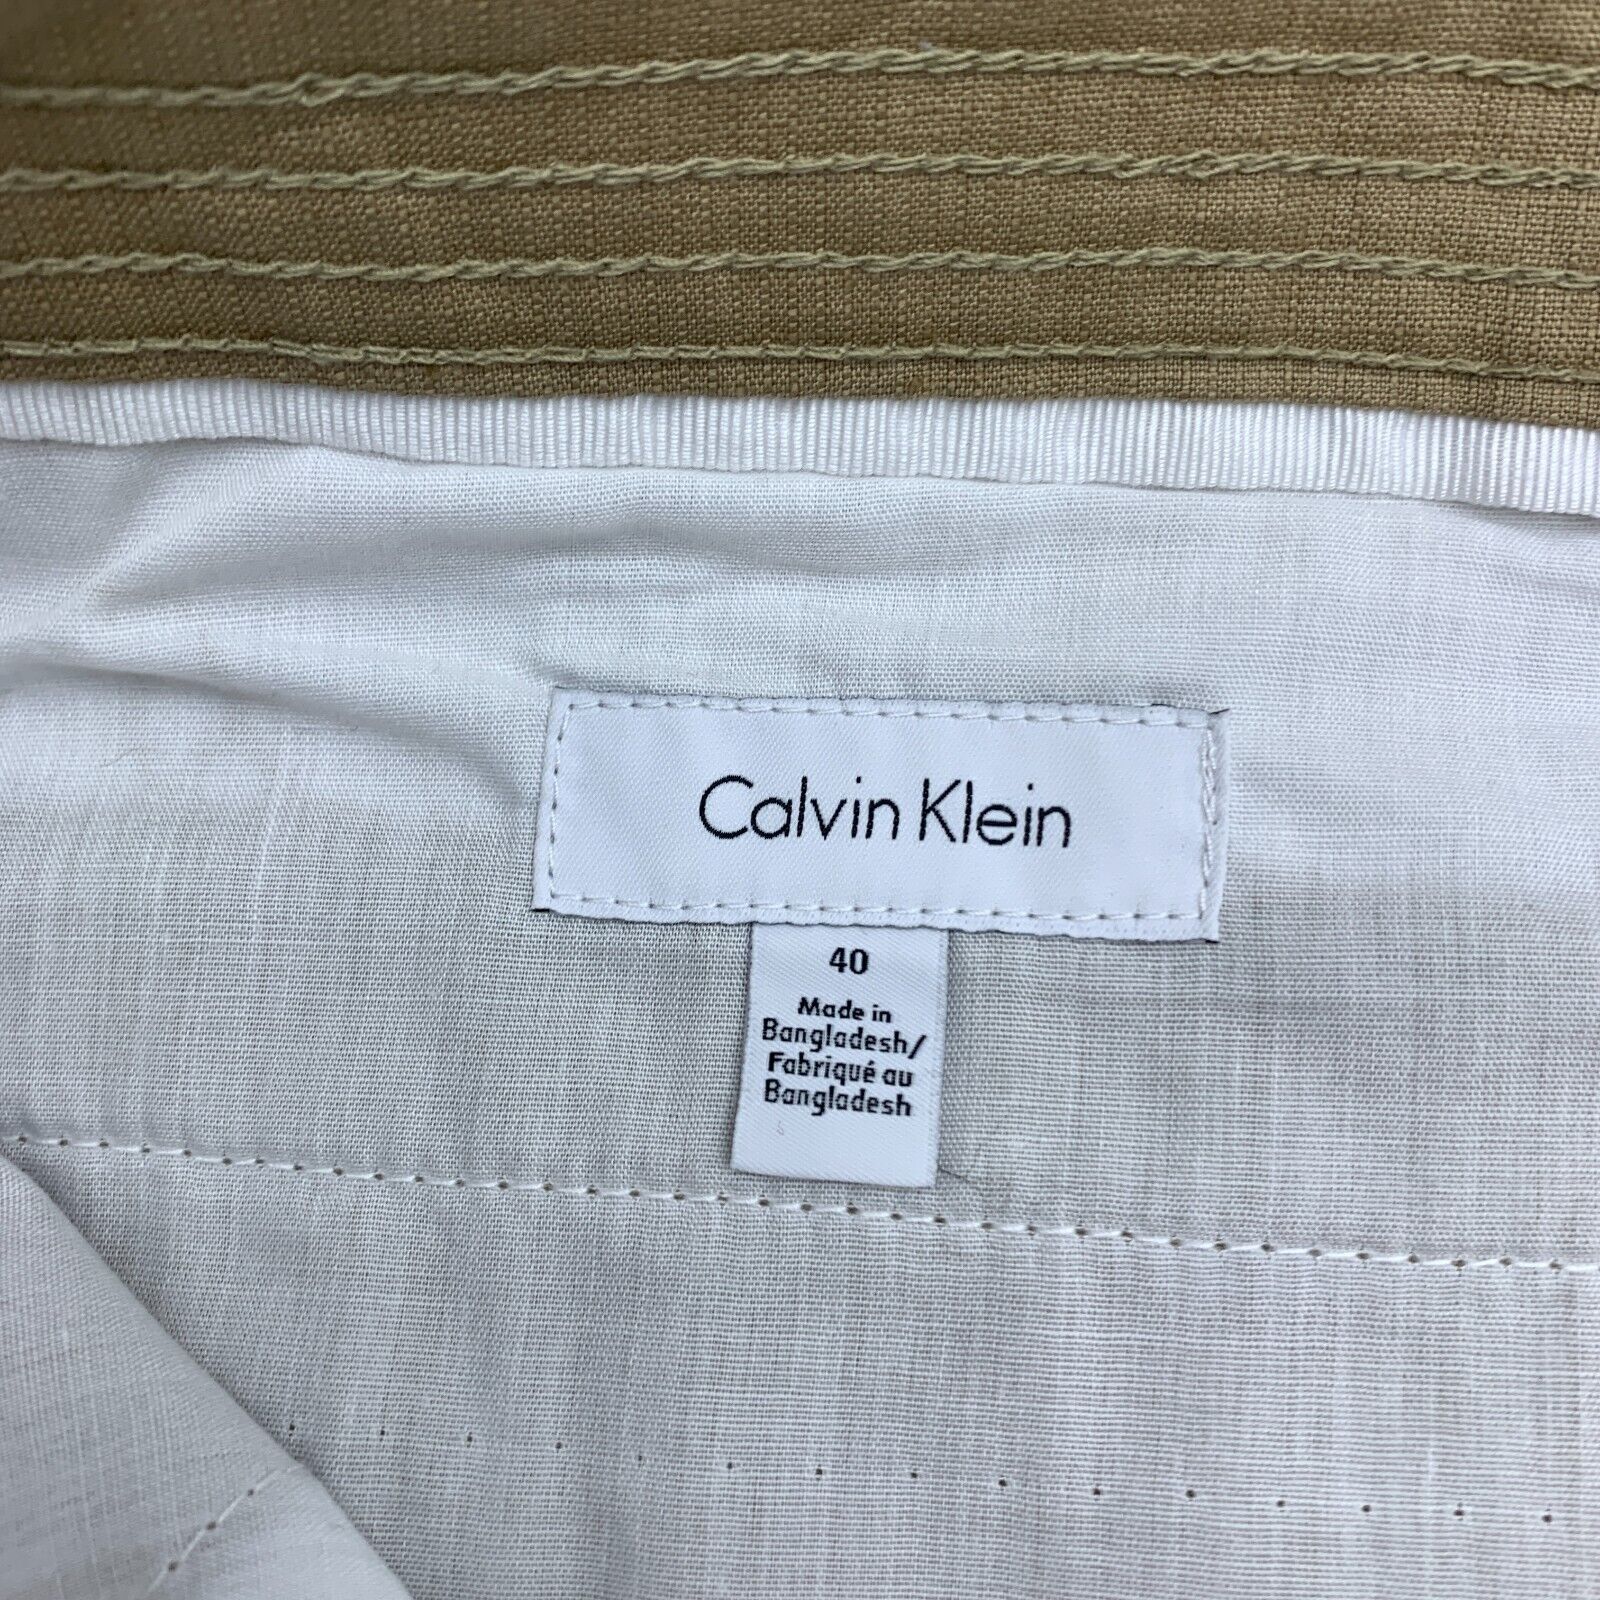 Calvin Klein
40
Made in
Bangladesh/
Fabriqué au
Bangladesh